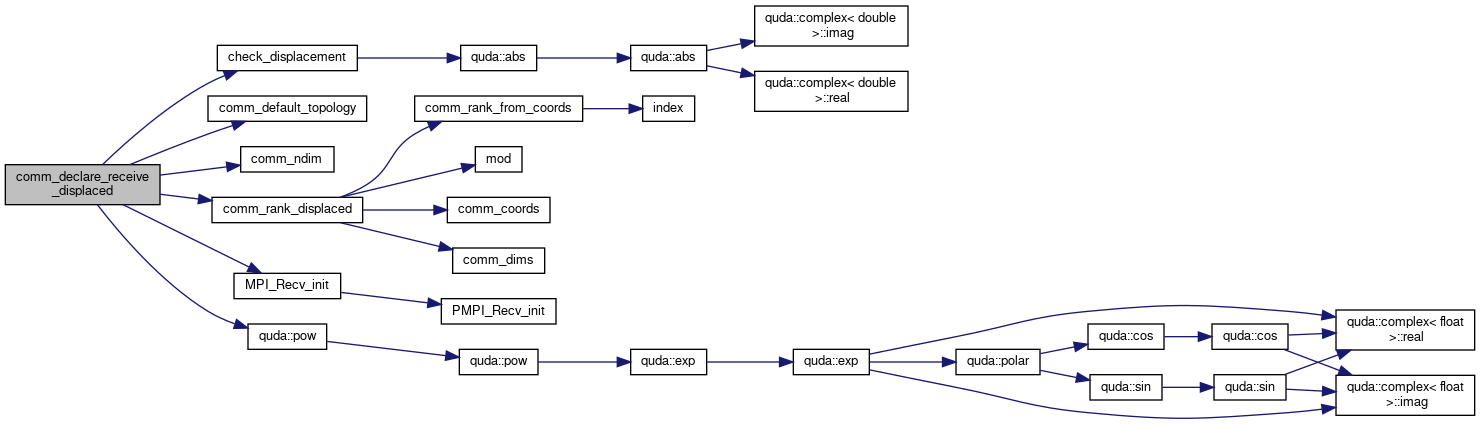 comm_declare_receive
_displaced
check_displacement
quda::abs
quda::abs
quda::complex< double
>::imag
quda::complex< double
>::real
comm_default_topology
comm_ndim
comm_rank_displaced
comm_rank_from_coords
index
mod
comm_coords
comm_dims
MPI_Recv_init
PMPI_Recv_init
quda::pow
quda::pow
quda::exp
quda::exp
quda::polar
quda::cos
quda::cos
quda::sin
quda::sin
quda::complex< float
>::real
quda::complex< float
>::imag